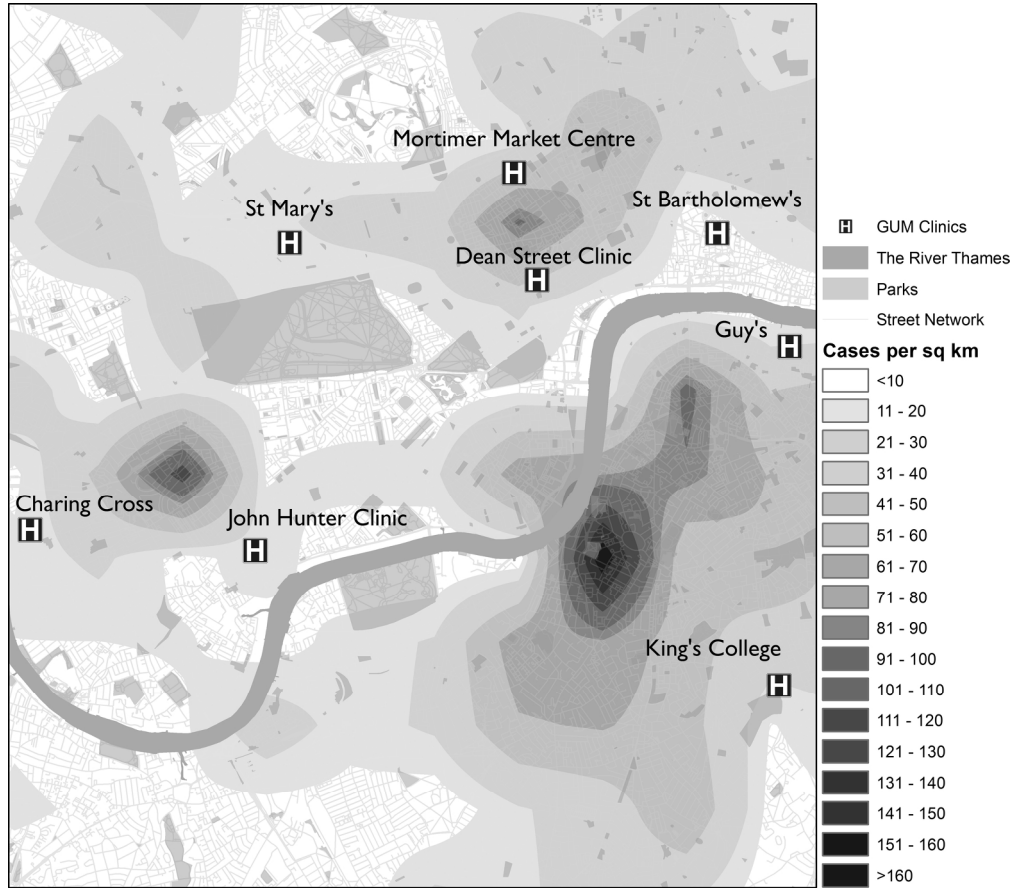 Mortimer Market Centre
H
St Bartholomew's
H
St Mary's
H
Dean Street Clinic
H
Guy's
H
Charing Cross
H
John Hunter Clinic
H
King's College
H
H GUM Clinics
The River Thames
Parks
Street Network
Cases per sq km
<10
11 - 20
21 - 30
31 - 40
41 - 50
51 - 60
61 - 70
71 - 80
81 - 90
91 - 100
101 - 110
111 - 120
121 - 130
131 - 140
141 - 150
151 - 160
>160